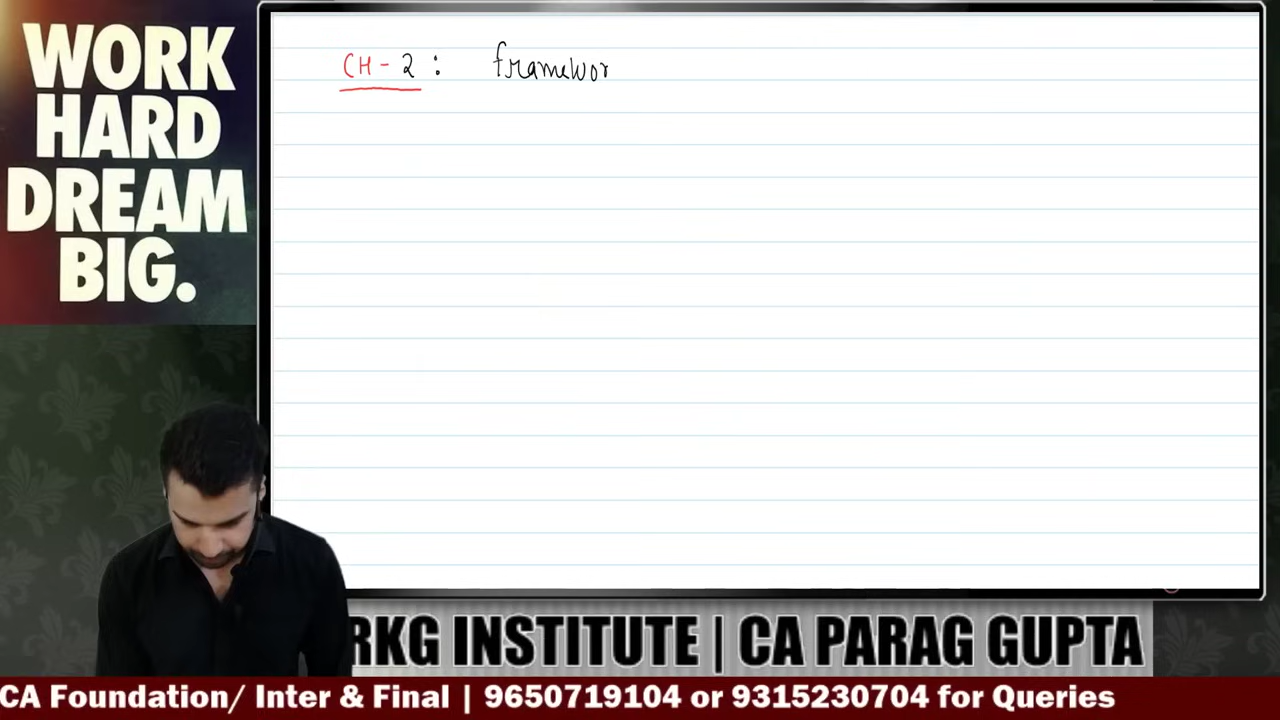 WORK
HARD
DREAM
BIG.
CH- 2 : framewor
RKG INSTITUTE | CA PARAG GUPTA
CA Foundation/ Inter & Final | 9650719104 or 9315230704 for Queries